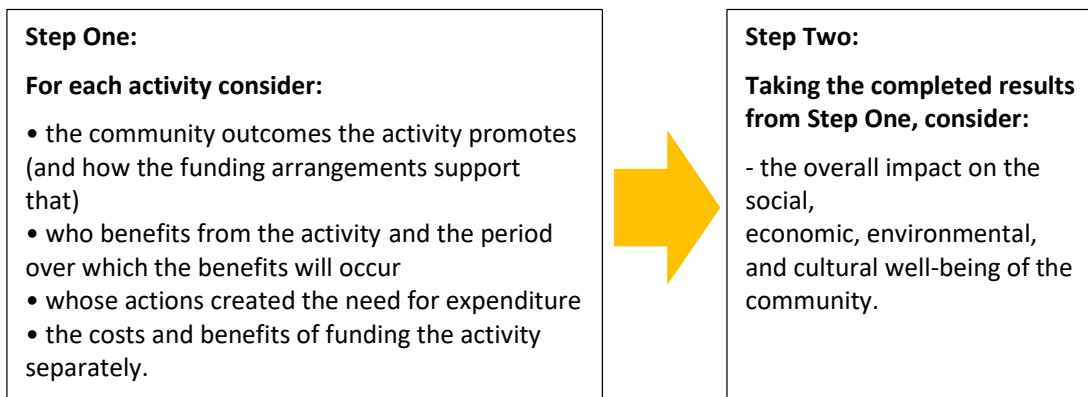 Step One:
For each activity consider:
• the community outcomes the activity promotes
(and how the funding arrangements support
that)
• who benefits from the activity and the period
over which the benefits will occur
• whose actions created the need for expenditure
• the costs and benefits of funding the activity
separately.
Step Two:
Taking the completed results
from Step One, consider:
- the overall impact on the
social,
economic, environmental,
and cultural well-being of the
community.